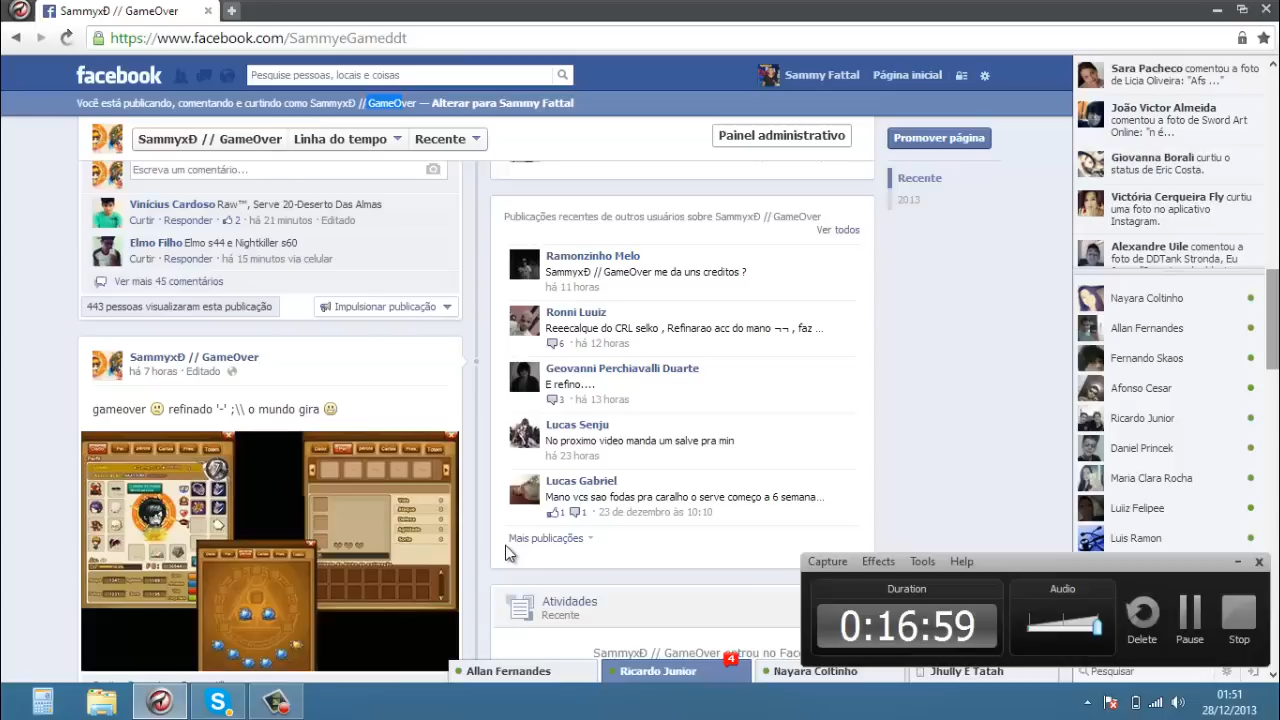 SammyxĐ // GameOver
https://www.facebook.com/SammyeGameddt
facebook
Pesquise pessoas, locais e coisas
Sammy Fattal
Página inicial
Você está publicando, comentando e curtindo como SammyxĐ // GameOver — Alterar para Sammy Fattal
SammyxĐ // GameOver
Linha do tempo
Recente
Painel administrativo
Promover página
Recente
2013
Escreva um comentário...
Vinícius Cardoso Raw™, Serve 20-Deserto Das Almas
Curtir · Responder · 2 · há 21 minutos · Editado
Elmo Filho Elmo s44 e Nightkiller s60
Curtir · Responder · há 15 minutos via celular
Ver mais 45 comentários
443 pessoas visualizaram esta publicação
Impulsionar publicação
SammyxĐ // GameOver
há 7 horas · Editado
gameover refinado '-' ;\\ o mundo gira
Publicações recentes de outros usuários sobre SammyxĐ // GameOver
Ver todos
Ramonzinho Melo
SammyxĐ // GameOver me da uns creditos ?
há 11 horas
Ronni Luuiz
Reeecalque do CRL selko , Refinarao acc do mano ¬¬ , faz ...
6 · há 12 horas
Geovanni Perchiavalli Duarte
E refino....
3 · há 13 horas
Lucas Senju
No proximo video manda um salve pra min
há 23 horas
Lucas Gabriel
Mano vcs sao fodas pra caralho o serve começo a 6 semana...
1 1 · 23 de dezembro às 10:10
Mais publicações
Atividades
Recente
Sara Pacheco comentou a foto
de Licia Oliveira: "Afs ..."
João Victor Almeida
comentou a foto de Sword Art
Online: "n é...
Giovanna Borali curtiu o
status de Eric Costa.
Victória Cerqueira Fly curtiu
uma foto no aplicativo
Instagram.
Alexandre Uile comentou a
foto de DDTank Stronda, Eu
Nayara Coltinho
Allan Fernandes
Fernando Skaos
Afonso Cesar
Ricardo Junior
Daniel Princek
Maria Clara Rocha
Luiiz Felipee
Luis Ramon
Capture
Effects
Tools
Help
Duration
0:16:59
Audio
Delete
Pause
Stop
Allan Fernandes
Ricardo Junior
4
Nayara Coltinho
Jhully E Tatah
Pesquisar
01:51
28/12/2013